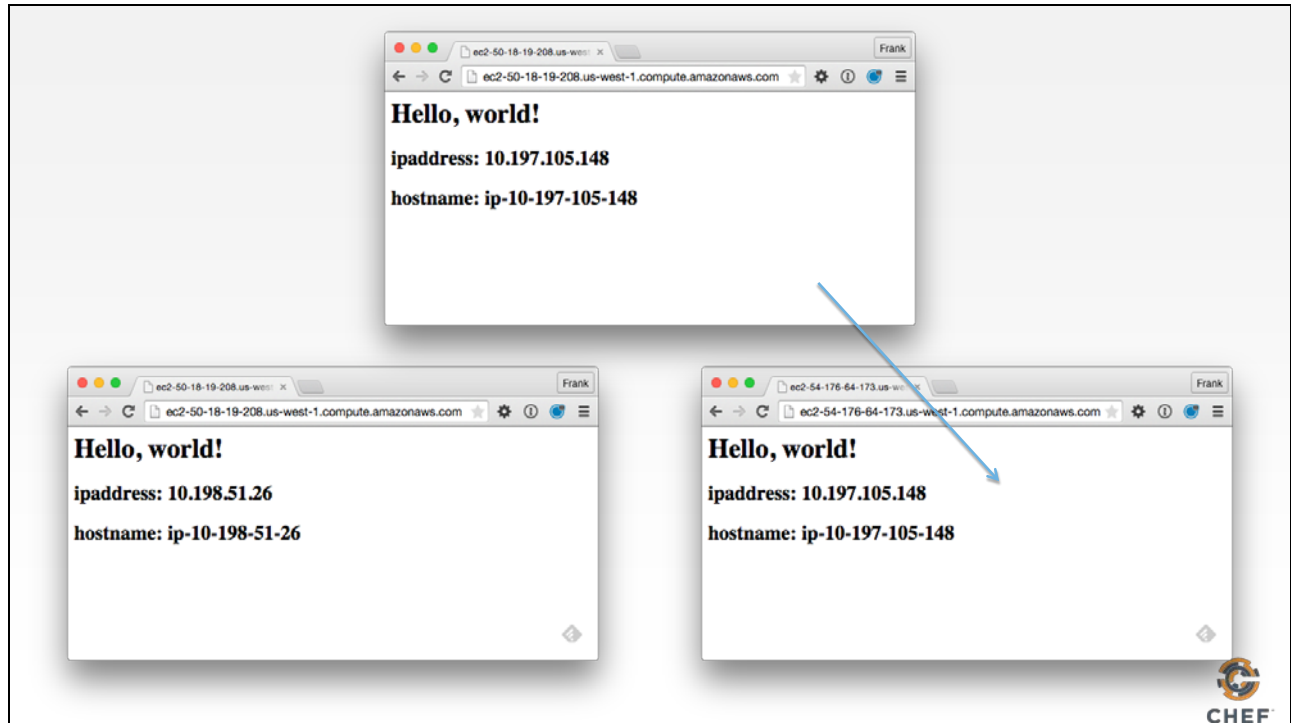 ec2-50-18-19-208.us-west
Frank
ec2-50-18-19-208.us-west-1.compute.amazonaws.com
Hello, world!
ipaddress: 10.197.105.148
hostname: ip-10-197-105-148
ec2-50-18-19-208.us-west
Frank
ec2-50-18-19-208.us-west-1.compute.amazonaws.com
Hello, world!
ipaddress: 10.198.51.26
hostname: ip-10-198-51-26
ec2-54-176-64-173.us-we
Frank
ec2-54-176-64-173.us-west-1.compute.amazonaws.com
Hello, world!
ipaddress: 10.197.105.148
hostname: ip-10-197-105-148
CHEF